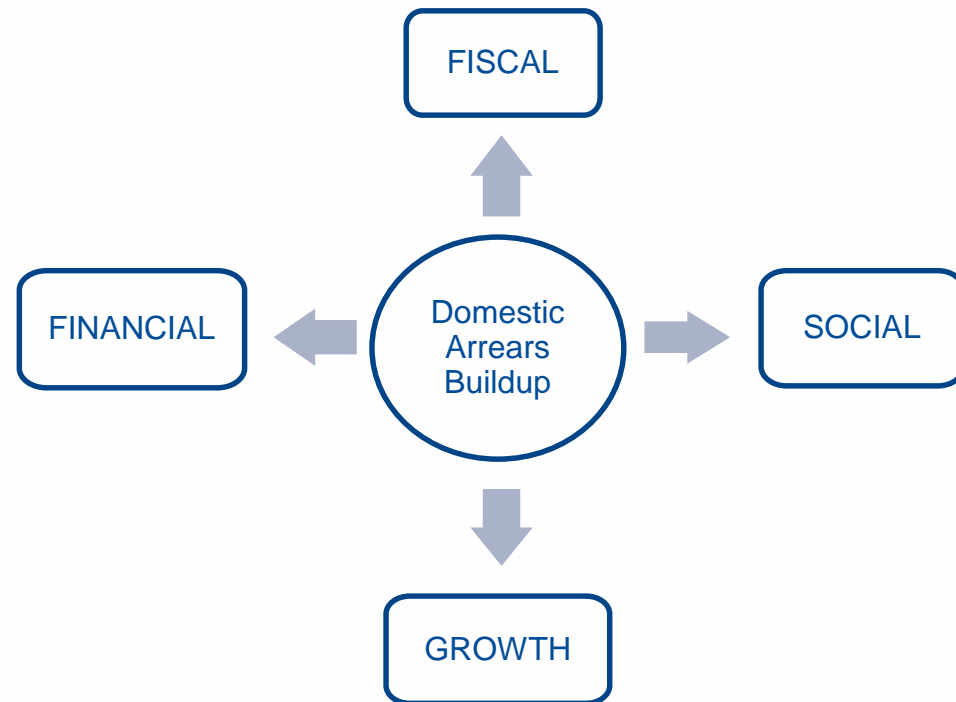 FISCAL
FINANCIAL
Domestic
Arrears
Buildup
SOCIAL
GROWTH